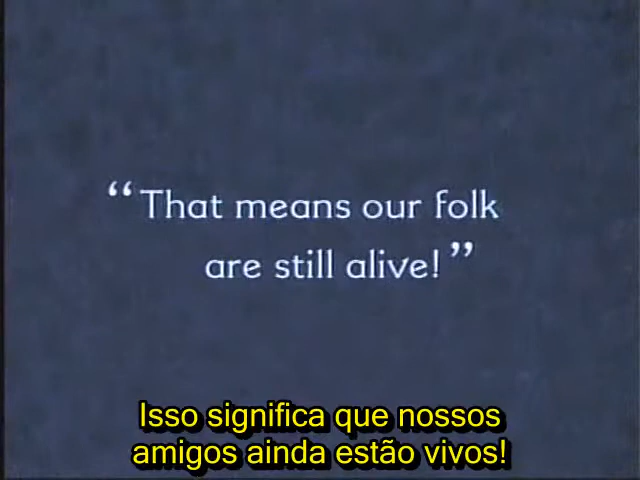 “That means our folk
are still alive!”
Isso significa que nossos
amigos ainda estão vivos!